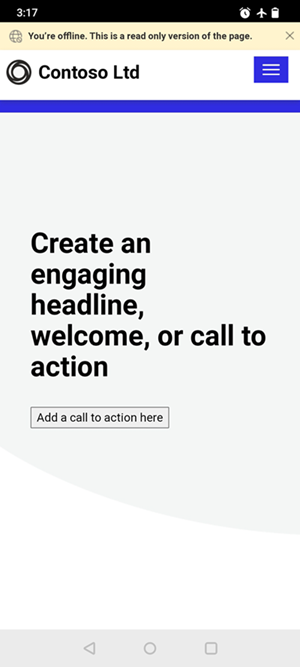 3:17
You're offline. This is a read only version of the page.
Contoso Ltd
Create an
engaging
headline,
welcome, or call to
action
Add a call to action here